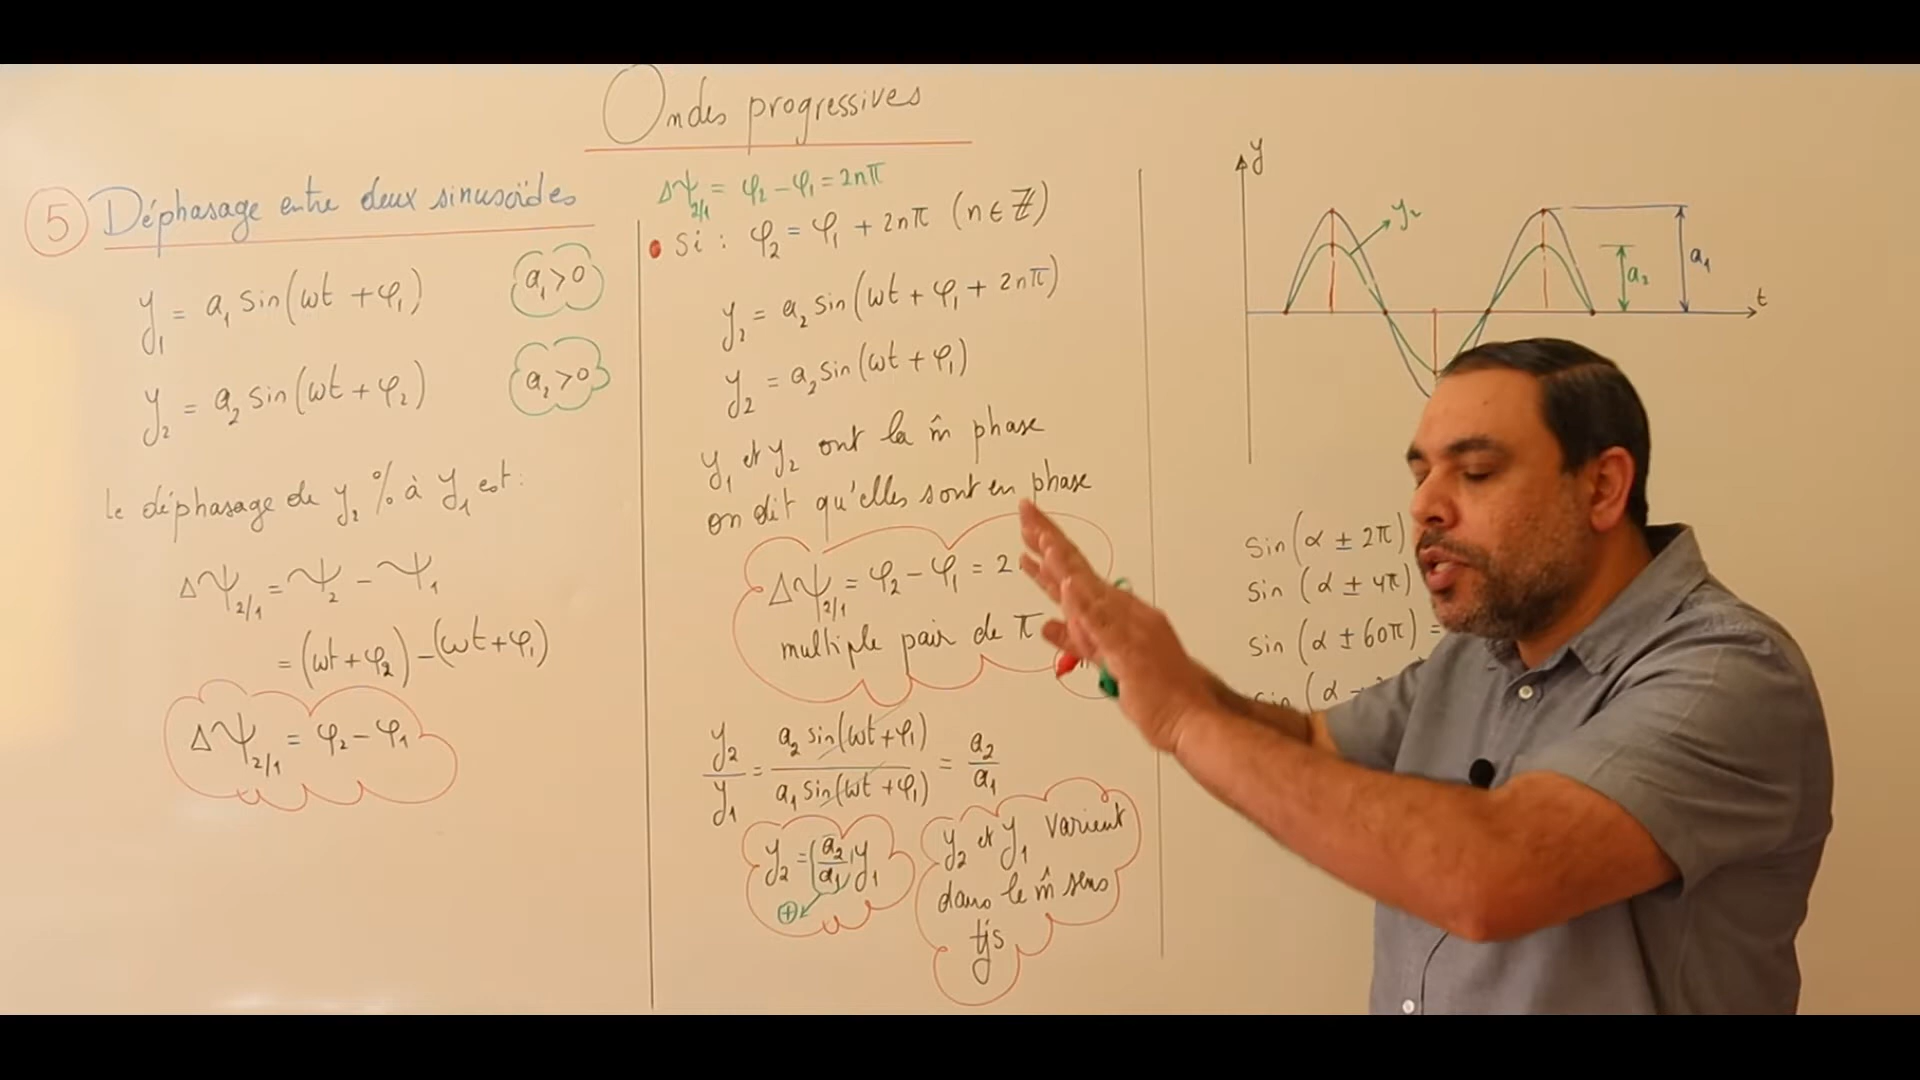 Ondes progressives
5 Déphasage entre deux sinusoïdes
y₁ = a₁ sin(ωt + φ₁)
a₁ > 0
y₂ = a₂ sin(ωt + φ₂)
a₂ > 0
le déphasage de y₂ % à y₁ est :
Δψ₂/₁ = ψ₂ - ψ₁
= (ωt + φ₂) - (ωt + φ₁)
Δψ₂/₁ = φ₂ - φ₁
Δψ₂/₁ = φ₂ - φ₁ = 2nπ
• Si : φ₂ = φ₁ + 2nπ (n ∈ ℤ)
y₂ = a₂ sin(ωt + φ₁ + 2nπ)
y₂ = a₂ sin(ωt + φ₁)
y₁ et y₂ ont la m̂ phase
on dit qu'elles sont en phase
Δψ₂/₁ = φ₂ - φ₁ = 2
multiple pair de π
y₂/y₁ = a₂ sin(ωt + φ₁) / a₁ sin(ωt + φ₁) = a₂/a₁
y₂ = (a₂/a₁) y₁
⊕
y₂ et y₁ varient
dans le m̂ sens
tjs
y
y₂
a₂
a₁
t
sin(α ± 2π)
sin(α ± 4π)
sin(α ± 60π) =
(α -